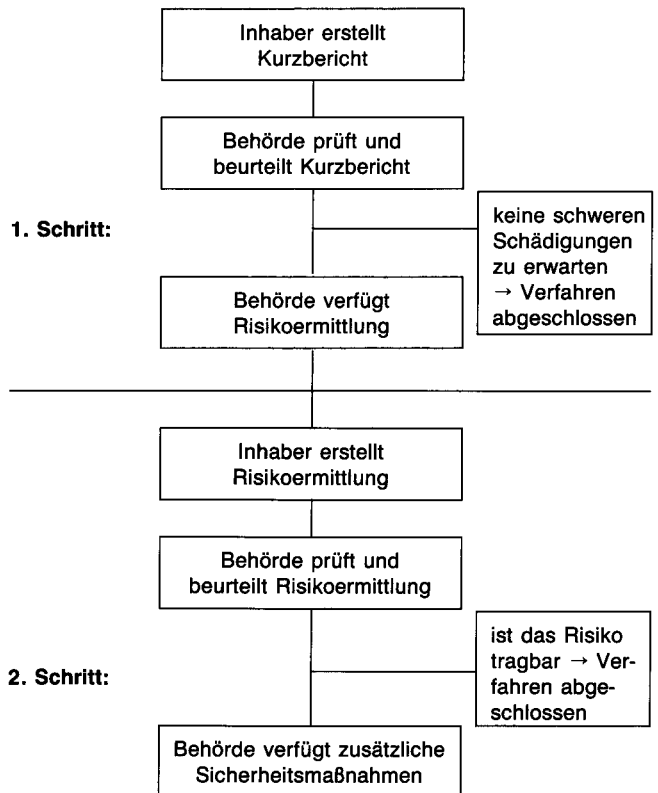 Inhaber erstellt
Kurzbericht
Behörde prüft und
beurteilt Kurzbericht
1. Schritt:
keine schweren
Schädigungen
zu erwarten
→ Verfahren
abgeschlossen
Behörde verfügt
Risikoermittlung
Inhaber erstellt
Risikoermittlung
Behörde prüft und
beurteilt Risikoermittlung
2. Schritt:
ist das Risiko
tragbar → Ver-
fahren abge-
schlossen
Behörde verfügt zusätzliche
Sicherheitsmaßnahmen